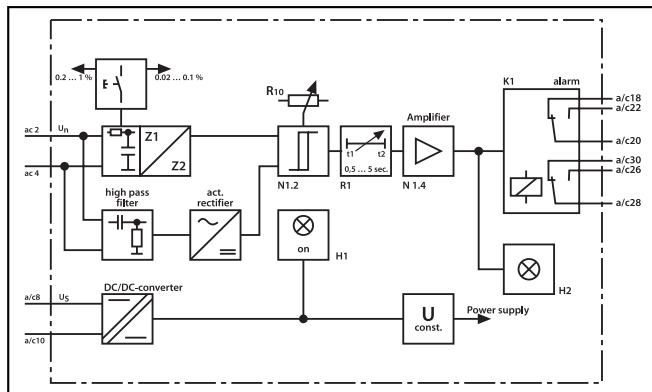 0.2 ... 1 %
0.02 ... 0.1 %
R10
K1
alarm
a/c18
a/c22
a/c20
a/c30
a/c26
a/c28
ac 2
Un
ac 4
Z1
Z2
Amplifier
t1
t2
0,5 ... 5 sec.
N1.2
R1
N 1.4
high pass
filter
act.
rectifier
on
H1
H2
DC/DC-converter
a/c8
US
a/c10
U
const.
Power supply